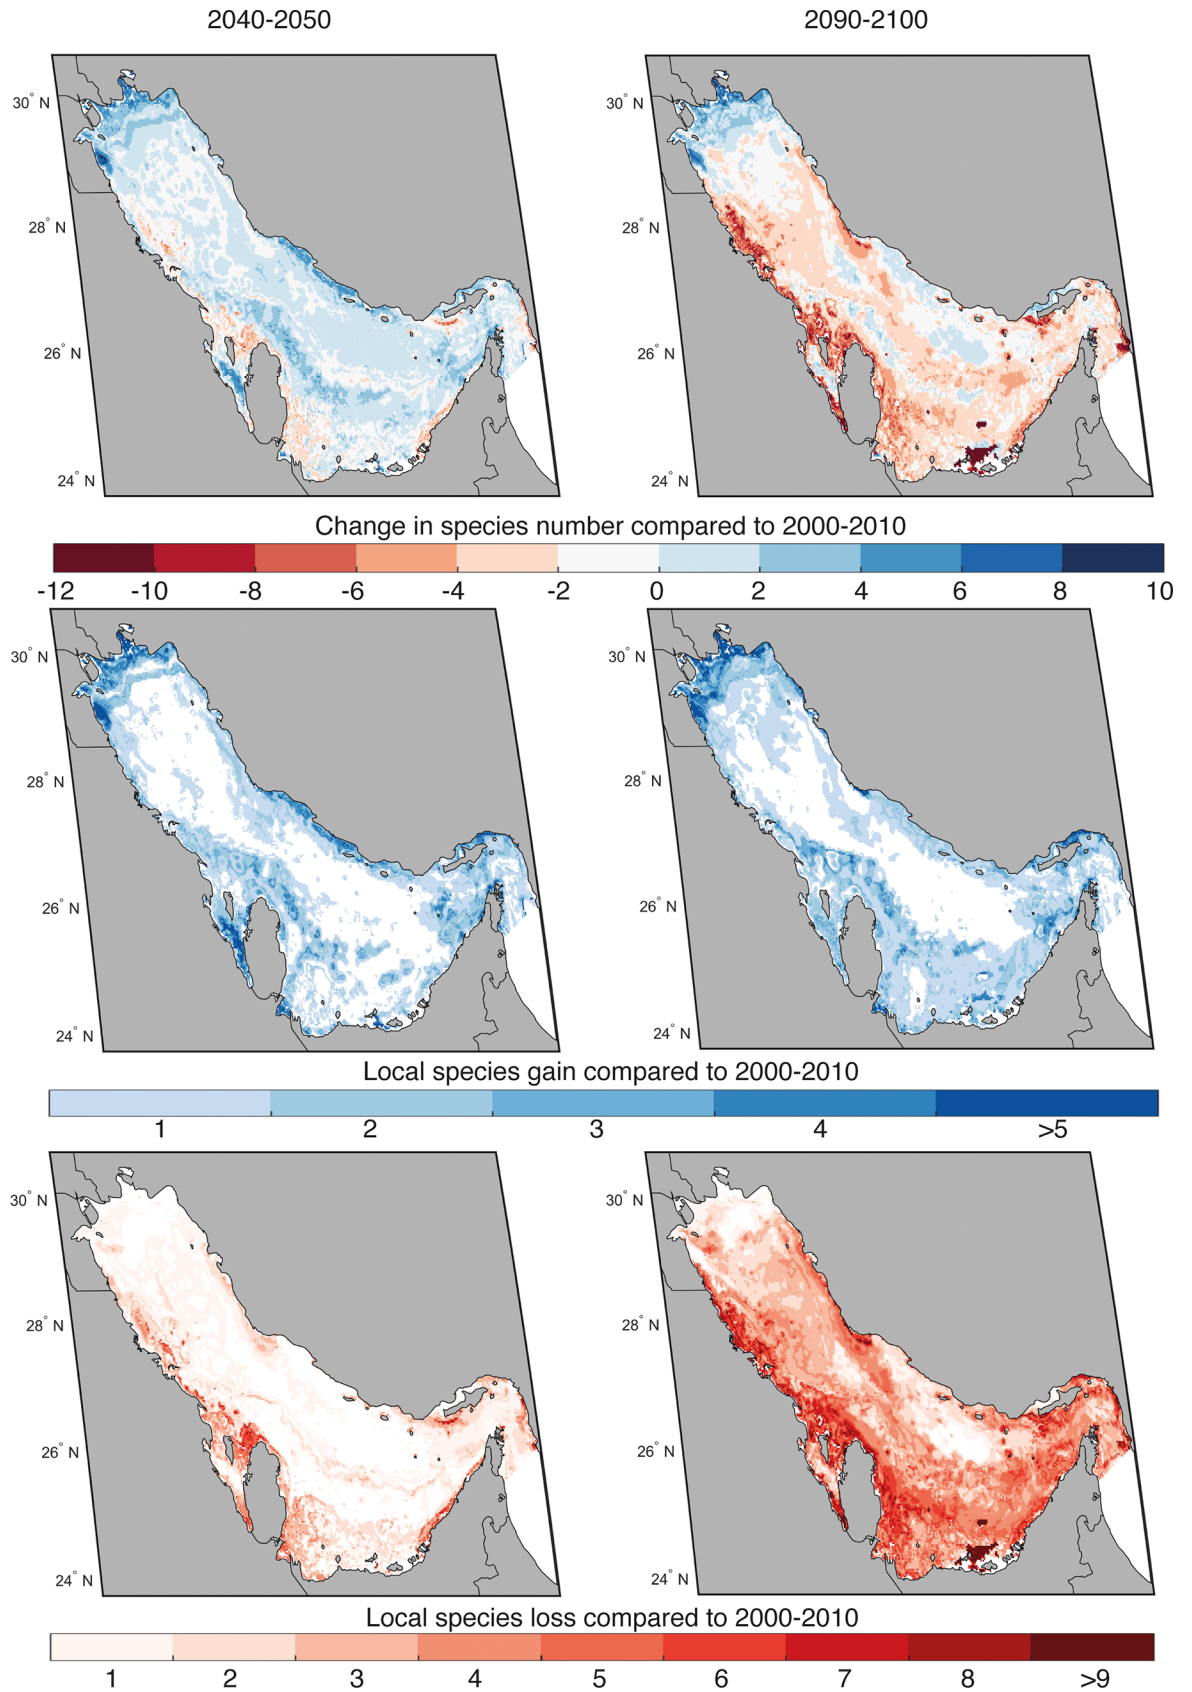 2040-2050 2090-2100
30° N 30° N
28° N 28° N
26° N 26° N
24° N 24° N
Change in species number compared to 2000-2010
-12 -10 -8 -6 -4 -2 0 2 4 6 8 10
30° N 30° N
28° N 28° N
26° N 26° N
24° N 24° N
Local species gain compared to 2000-2010
1 2 3 4 >5
30° N 30° N
28° N 28° N
26° N 26° N
24° N 24° N
Local species loss compared to 2000-2010
1 2 3 4 5 6 7 8 >9